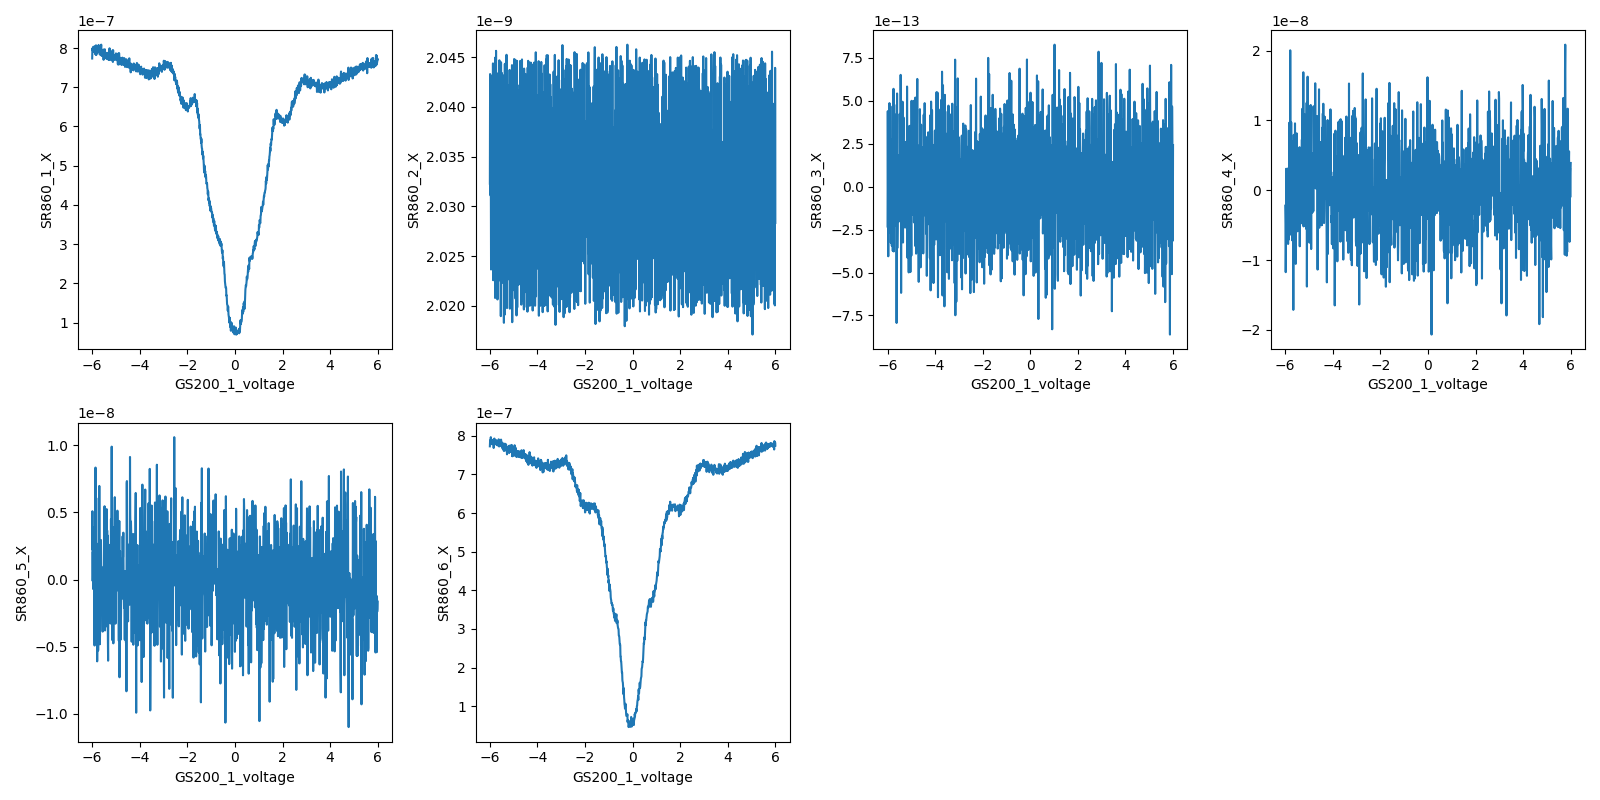 1e−7
8
7
6
5
4
3
2
1
SR860_1_X
−6 −4 −2 0 2 4 6
GS200_1_voltage
1e−9
2.045
2.040
2.035
2.030
2.025
2.020
SR860_2_X
−6 −4 −2 0 2 4 6
GS200_1_voltage
1e−13
7.5
5.0
2.5
0.0
−2.5
−5.0
−7.5
SR860_3_X
−6 −4 −2 0 2 4 6
GS200_1_voltage
1e−8
2
1
0
−1
−2
SR860_4_X
−6 −4 −2 0 2 4 6
GS200_1_voltage
1e−8
1.0
0.5
0.0
−0.5
−1.0
SR860_5_X
−6 −4 −2 0 2 4 6
GS200_1_voltage
1e−7
8
7
6
5
4
3
2
1
SR860_6_X
−6 −4 −2 0 2 4 6
GS200_1_voltage